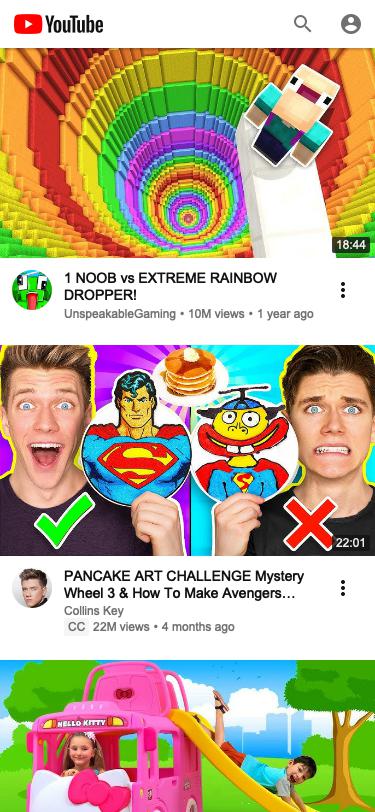 YouTube
18:44
1 NOOB vs EXTREME RAINBOW
DROPPER!
UnspeakableGaming • 10M views • 1 year ago
S
S
22:01
PANCAKE ART CHALLENGE Mystery
Wheel 3 & How To Make Avengers…
Collins Key
CC 22M views • 4 months ago
HELLO KITTY